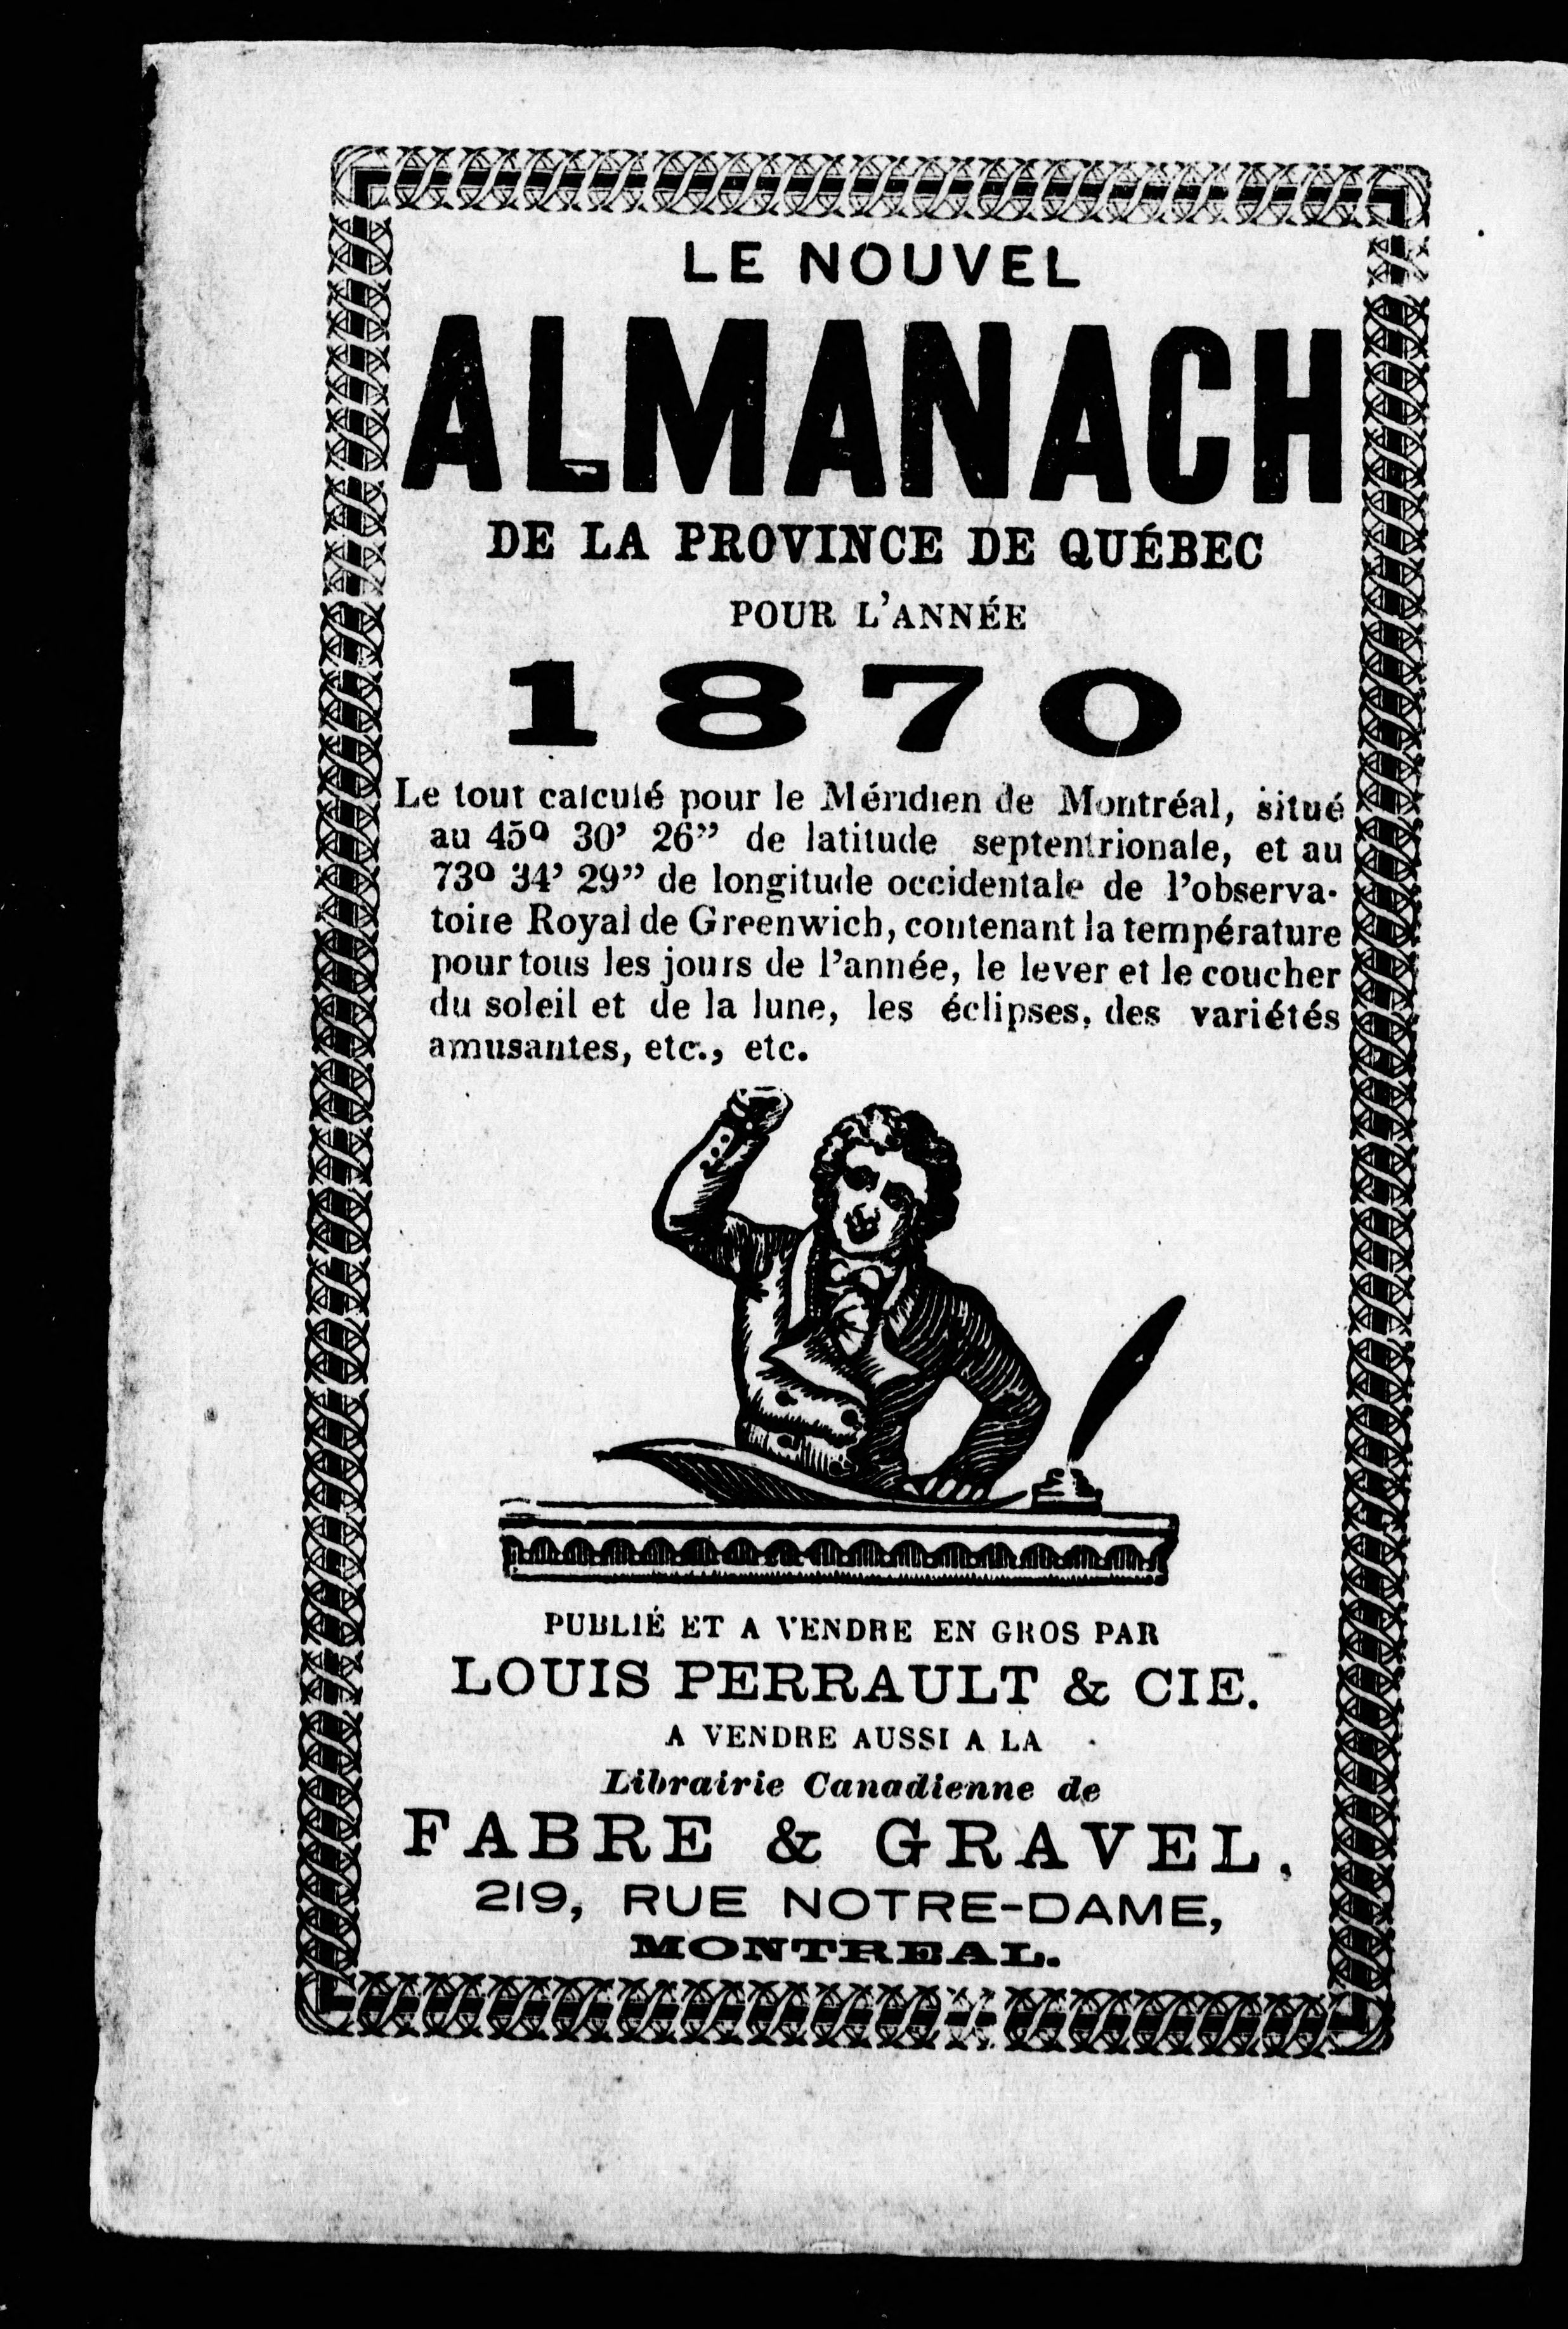 LE NOUVEL
ALMANACH
DE LA PROVINCE DE QUÉBEC
POUR L'ANNÉE
1870
Le tout calculé pour le Méridien de Montréal, situé
au 45º 30' 26" de latitude septentrionale, et au
73º 34' 29" de longitude occidentale de l'observa-
toire Royal de Greenwich, contenant la température
pour tous les jours de l'année, le lever et le coucher
du soleil et de la lune, les éclipses, des variétés
amusantes, etc., etc.
PUBLIÉ ET A VENDRE EN GROS PAR
LOUIS PERRAULT & CIE.
A VENDRE AUSSI A LA
Librairie Canadienne de
FABRE & GRAVEL,
219, RUE NOTRE-DAME,
MONTREAL.